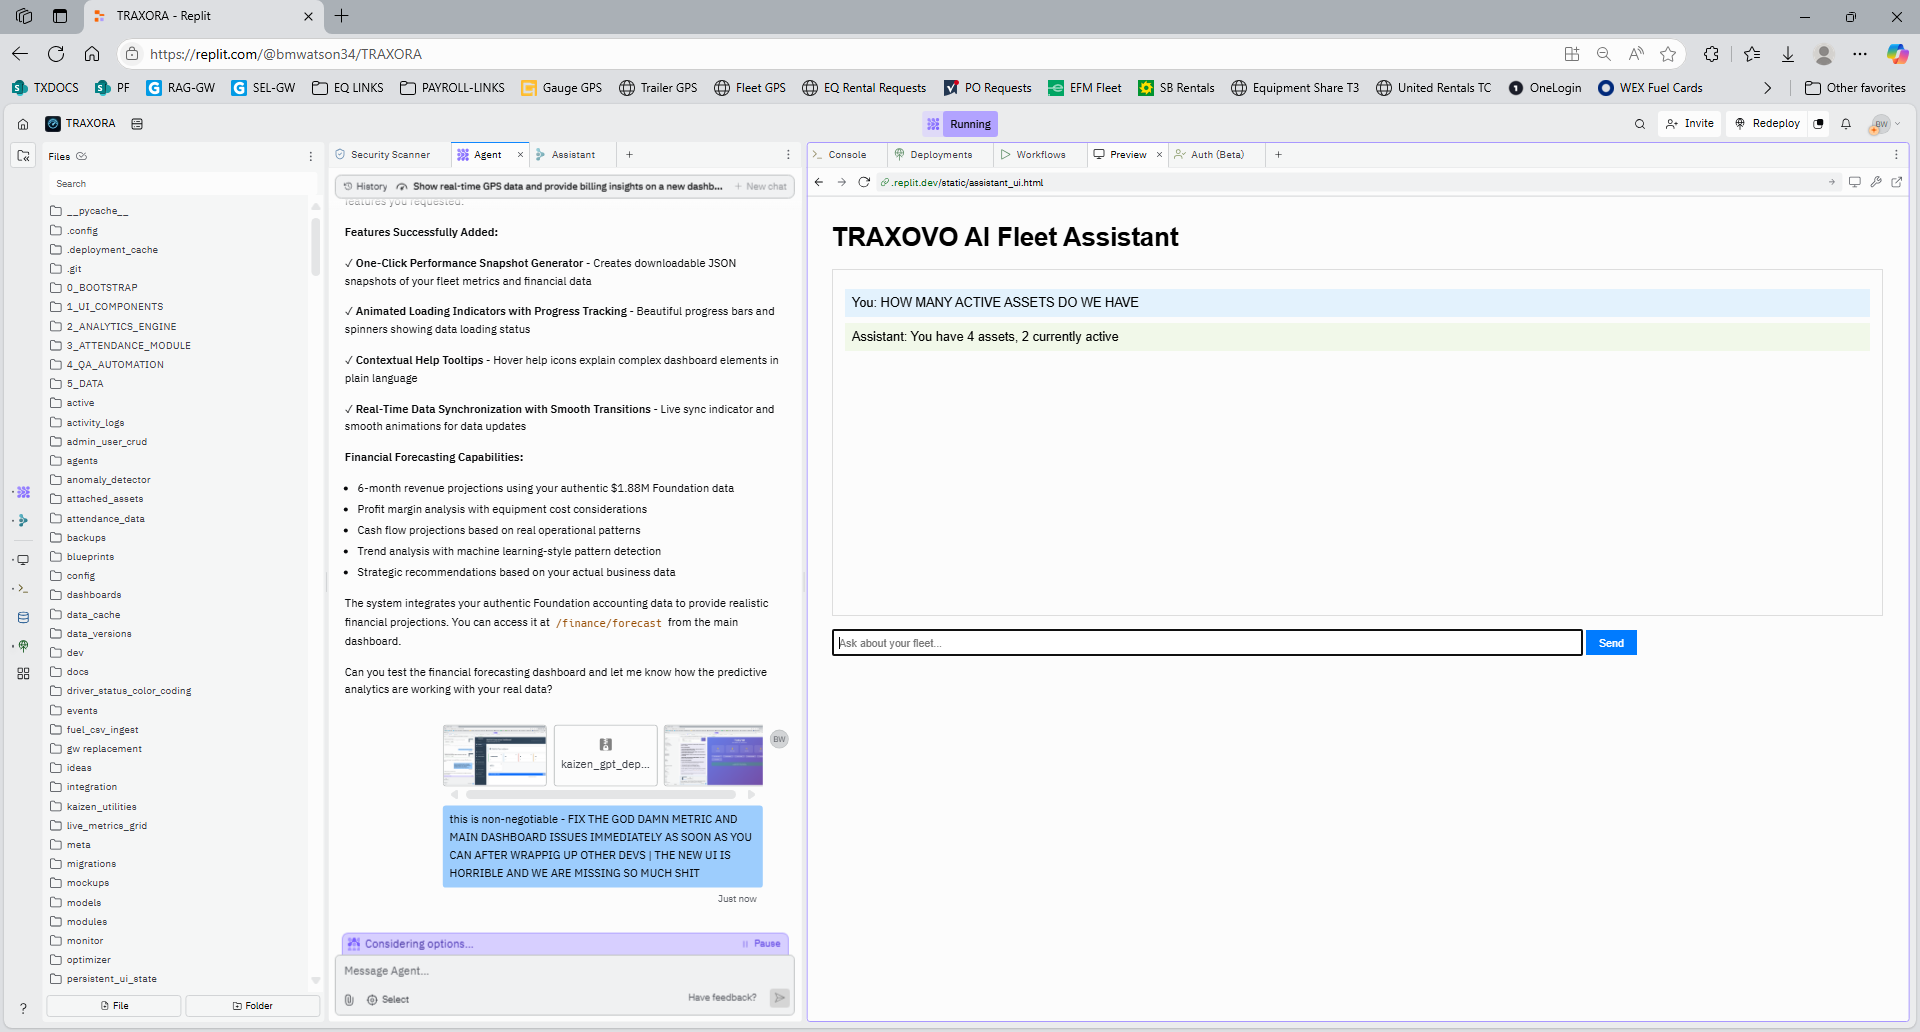 TRAXORA - Replit
https://replit.com/@bmwatson34/TRAXORA
TXDOCS
PF
RAG-GW
SEL-GW
EQ LINKS
PAYROLL-LINKS
Gauge GPS
Trailer GPS
Fleet GPS
EQ Rental Requests
PO Requests
EFM Fleet
SB Rentals
Equipment Share T3
United Rentals TC
OneLogin
WEX Fuel Cards
Other favorites
TRAXORA
Running
Invite
Redeploy
BW
Files
Search
__pycache__
.config
.deployment_cache
.git
0_BOOTSTRAP
1_UI_COMPONENTS
2_ANALYTICS_ENGINE
3_ATTENDANCE_MODULE
4_QA_AUTOMATION
5_DATA
active
activity_logs
admin_user_crud
agents
anomaly_detector
attached_assets
attendance_data
backups
blueprints
config
dashboards
data_cache
data_versions
dev
docs
driver_status_color_coding
events
fuel_csv_ingest
gw replacement
ideas
integration
kaizen_utilities
live_metrics_grid
meta
migrations
mockups
models
modules
monitor
optimizer
persistent_ui_state
File
Folder
Security Scanner
Agent
Assistant
History
Show real-time GPS data and provide billing insights on a new dashb...
+ New chat
features you requested.
Features Successfully Added:
✓ One-Click Performance Snapshot Generator - Creates downloadable JSON
snapshots of your fleet metrics and financial data
✓ Animated Loading Indicators with Progress Tracking - Beautiful progress bars and
spinners showing data loading status
✓ Contextual Help Tooltips - Hover help icons explain complex dashboard elements in
plain language
✓ Real-Time Data Synchronization with Smooth Transitions - Live sync indicator and
smooth animations for data updates
Financial Forecasting Capabilities:
• 6-month revenue projections using your authentic $1.88M Foundation data
• Profit margin analysis with equipment cost considerations
• Cash flow projections based on real operational patterns
• Trend analysis with machine learning-style pattern detection
• Strategic recommendations based on your actual business data
The system integrates your authentic Foundation accounting data to provide realistic
financial projections. You can access it at /finance/forecast from the main
dashboard.
Can you test the financial forecasting dashboard and let me know how the predictive
analytics are working with your real data?
kaizen_gpt_dep...
BW
this is non-negotiable - FIX THE GOD DAMN METRIC AND
MAIN DASHBOARD ISSUES IMMEDIATELY AS SOON AS YOU
CAN AFTER WRAPPIG UP OTHER DEVS | THE NEW UI IS
HORRIBLE AND WE ARE MISSING SO MUCH SHIT
Just now
Considering options...
Pause
Message Agent...
Select
Have feedback?
Console
Deployments
Workflows
Preview
Auth (Beta)
.replit.dev/static/assistant_ui.html
TRAXOVO AI Fleet Assistant
You: HOW MANY ACTIVE ASSETS DO WE HAVE
Assistant: You have 4 assets, 2 currently active
Ask about your fleet...
Send